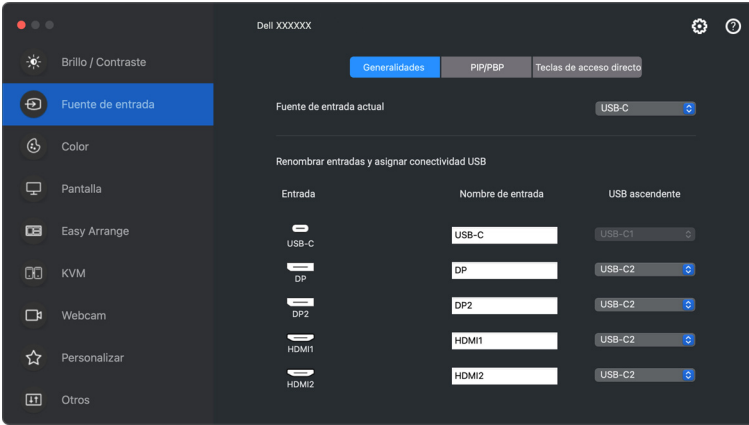 Dell XXXXXX
Brillo / Contraste
Fuente de entrada
Color
Pantalla
Easy Arrange
KVM
Webcam
Personalizar
Otros
Generalidades PIP/PBP Teclas de acceso directo
Fuente de entrada actual USB-C
Renombrar entradas y asignar conectividad USB
Entrada Nombre de entrada USB ascendente
USB-C USB-C USB-C1
DP DP USB-C2
DP2 DP2 USB-C2
HDMI1 HDMI1 USB-C2
HDMI2 HDMI2 USB-C2